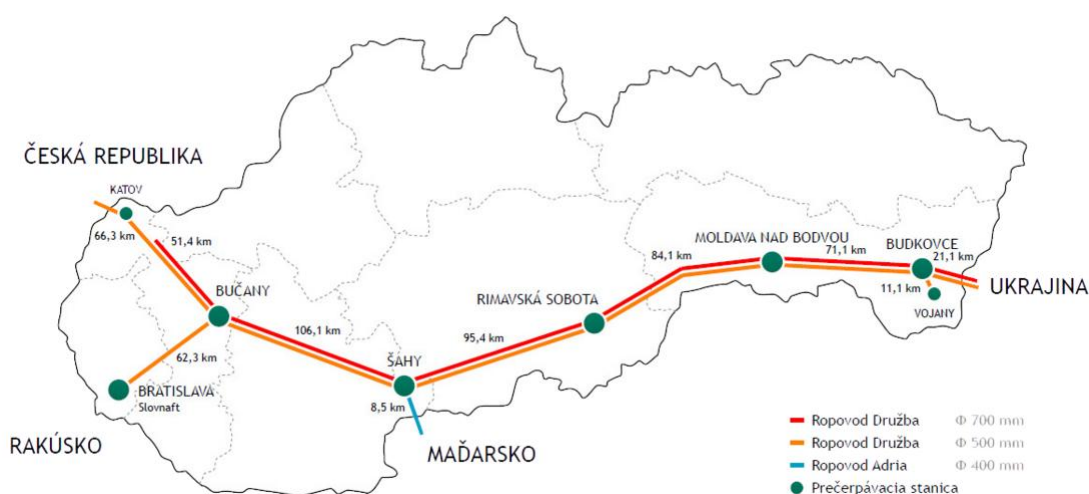 ČESKÁ REPUBLIKA
KATOV
66,3 km
51,4 km
BUČANY
62,3 km
BRATISLAVA
Slovnaft
RAKÚSKO
106,1 km
ŠAHY
8,5 km
MAĎARSKO
95,4 km
RIMAVSKÁ SOBOTA
84,1 km
MOLDAVA NAD BODVOU
71,1 km
BUDKOVCE
21,1 km
11,1 km
VOJANY
UKRAJINA
Ropovod Družba Φ 700 mm
Ropovod Družba Φ 500 mm
Ropovod Adria Φ 400 mm
Prečerpávacia stanica